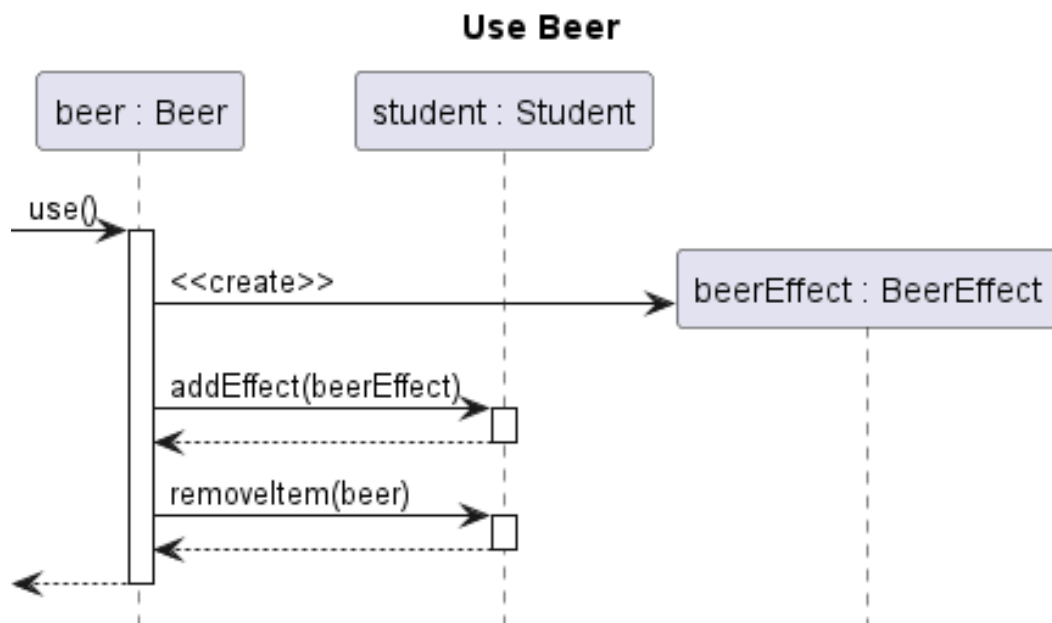 Use Beer
beer : Beer
student : Student
use()
<<create>>
beerEffect : BeerEffect
addEffect(beerEffect)
removeItem(beer)